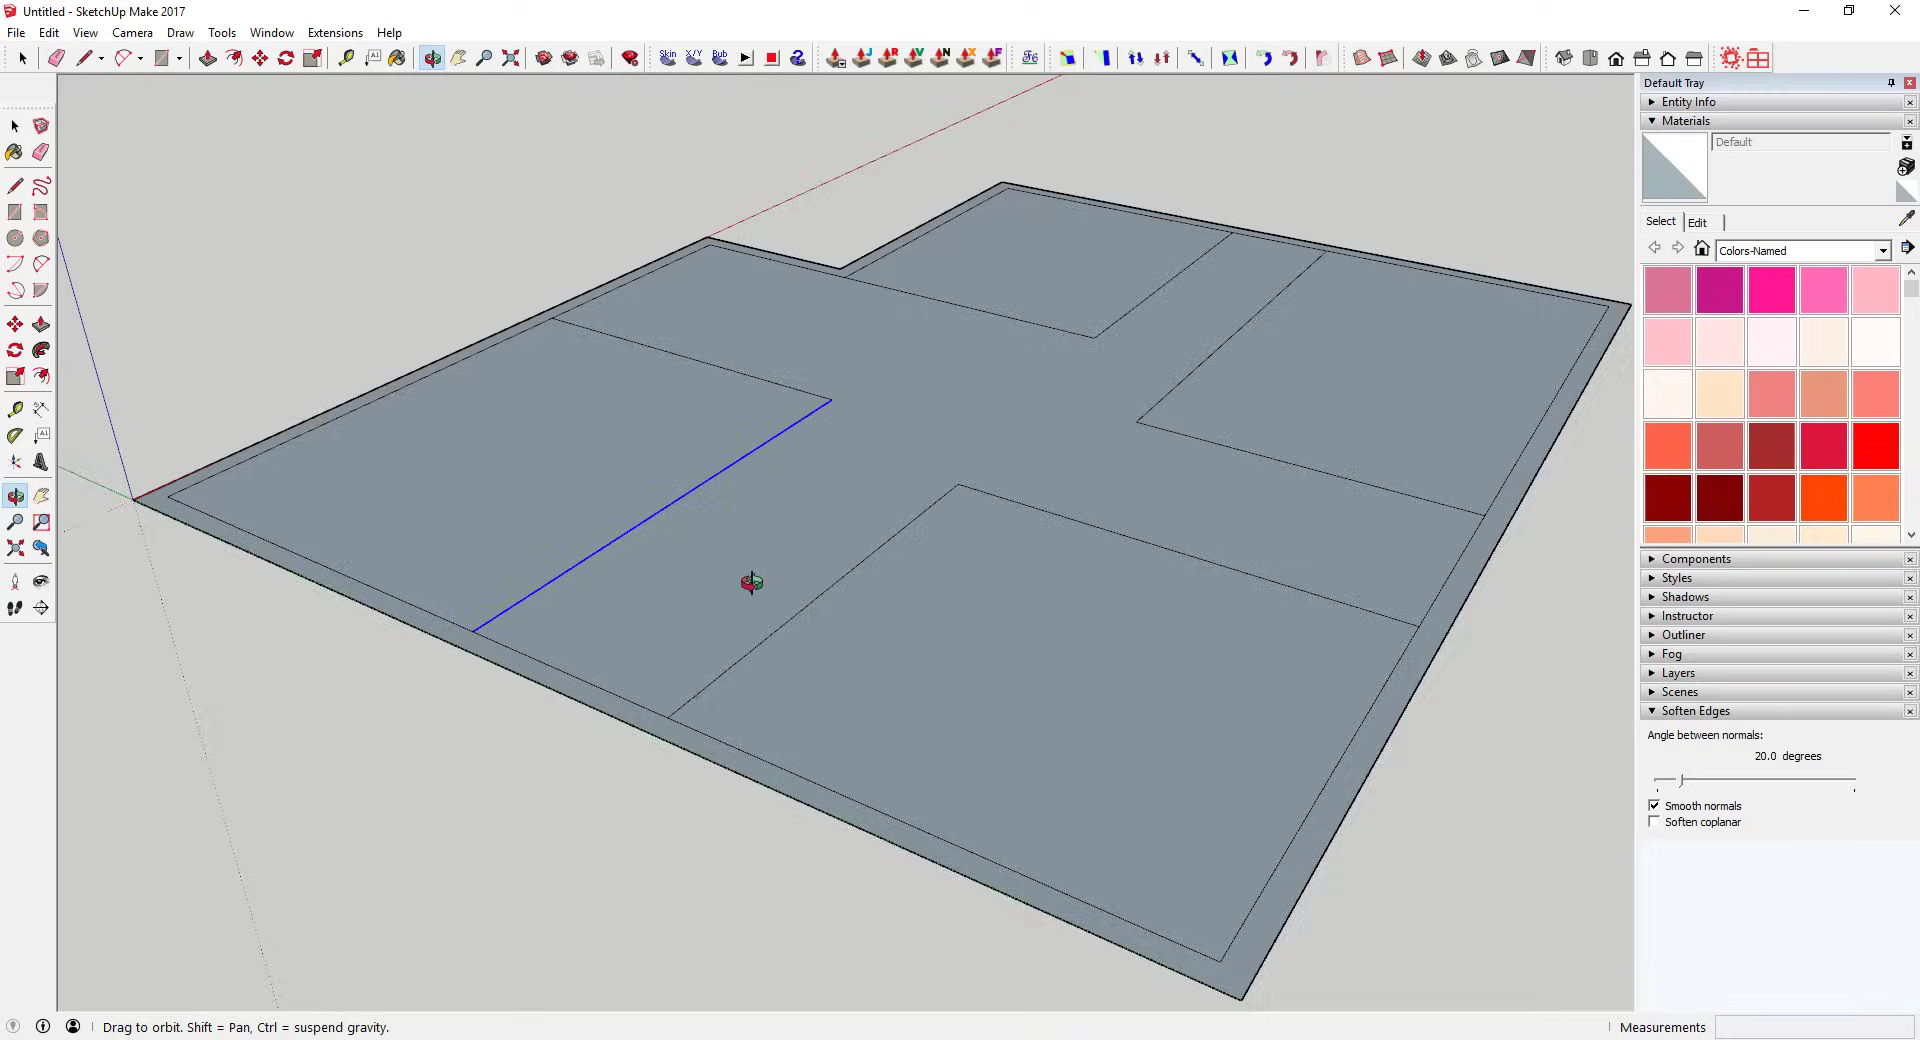 Untitled - SketchUp Make 2017
File Edit View Camera Draw Tools Window Extensions Help
Skin X/Y Bub J R V N X F
Default Tray
Entity Info
Materials
Default
Select Edit
Colors-Named
Components
Styles
Shadows
Instructor
Outliner
Fog
Layers
Scenes
Soften Edges
Angle between normals:
20.0 degrees
Smooth normals
Soften coplanar
Drag to orbit. Shift = Pan, Ctrl = suspend gravity.
Measurements